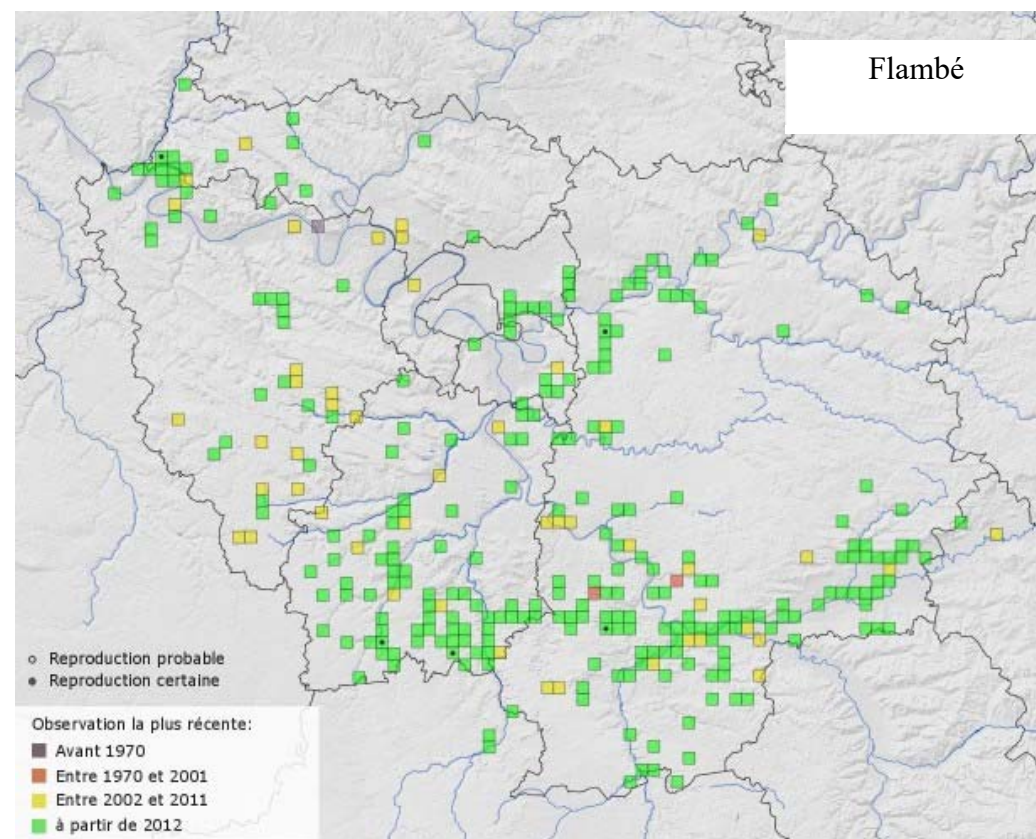 Flambé
Reproduction probable
Reproduction certaine
Observation la plus récente:
Avant 1970
Entre 1970 et 2001
Entre 2002 et 2011
à partir de 2012